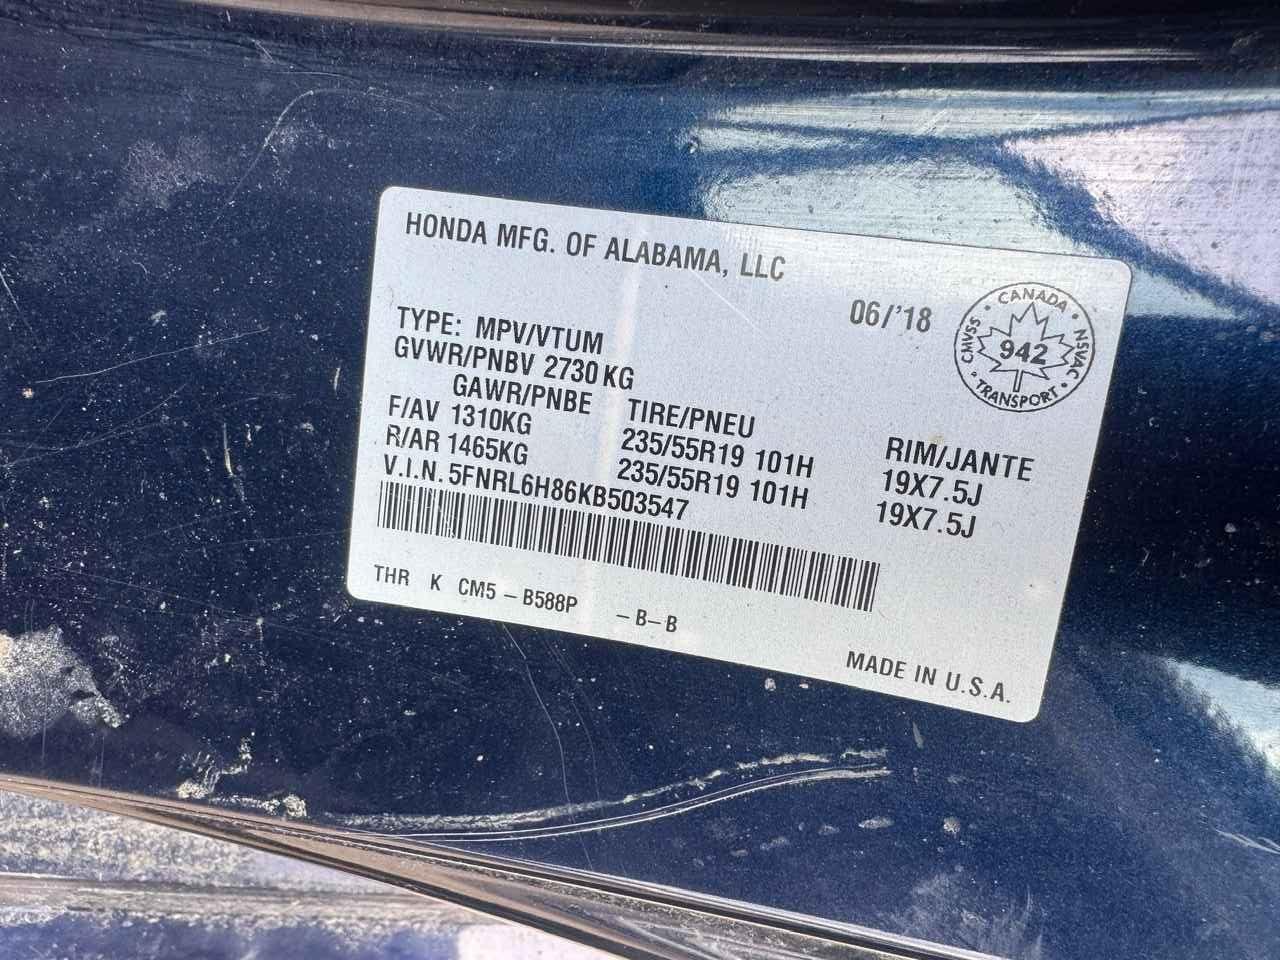 HONDA MFG. OF ALABAMA, LLC
06/'18
CANADA
CMVSS
942
NSVAC
TRANSPORT
TYPE: MPV/VTUM
GVWR/PNBV 2730 KG
GAWR/PNBE TIRE/PNEU RIM/JANTE
F/AV 1310KG 235/55R19 101H 19X7.5J
R/AR 1465KG 235/55R19 101H 19X7.5J
V.I.N. 5FNRL6H86KB503547
THR K CM5 - B588P - B- B
MADE IN U.S.A.